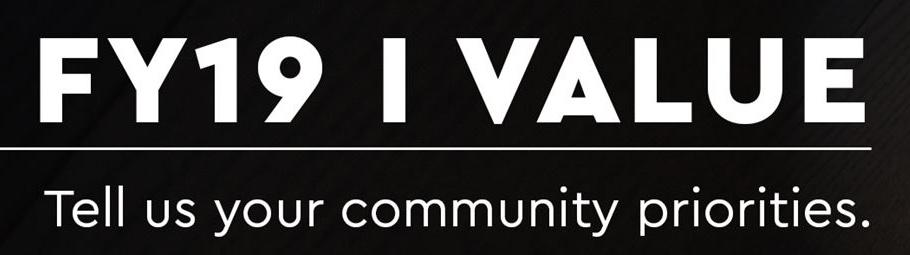 FY19 I VALUE
Tell us your community priorities.